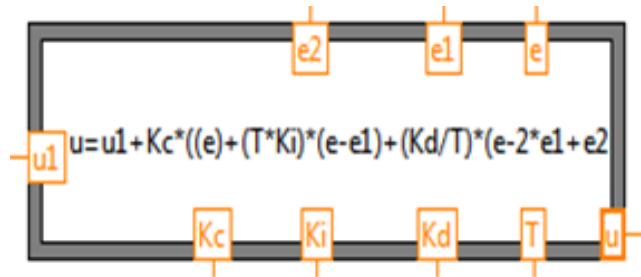 e2 e1 e
u1 u=u1+Kc*((e)+(T*Ki)*(e-e1)+(Kd/T)*(e-2*e1+e2
Kc Ki Kd T u